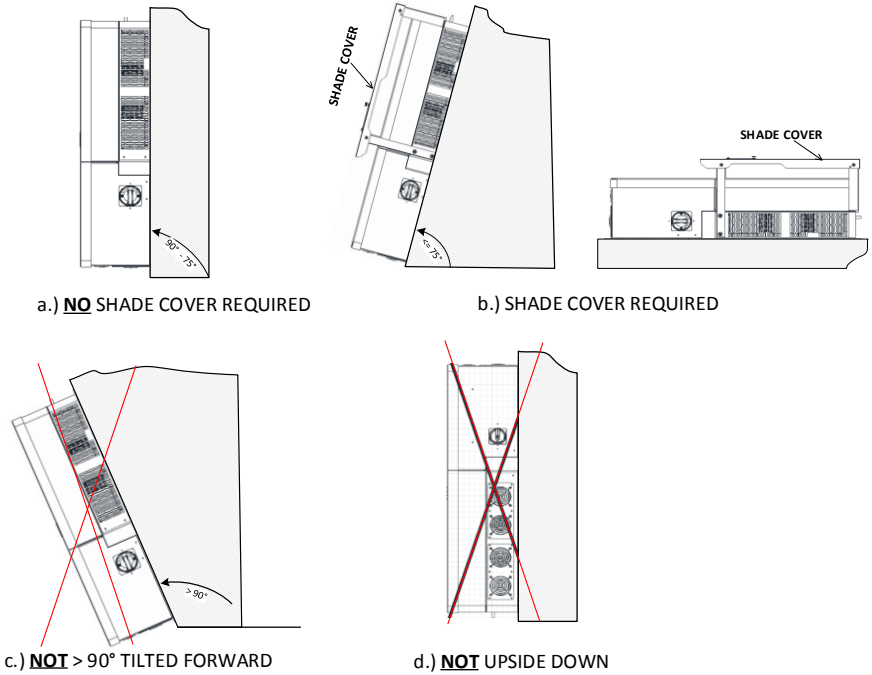 SHADE COVER
SHADE COVER
90° - 75°
<= 75°
a.) NO SHADE COVER REQUIRED
b.) SHADE COVER REQUIRED
> 90°
c.) NOT > 90° TILTED FORWARD
d.) NOT UPSIDE DOWN